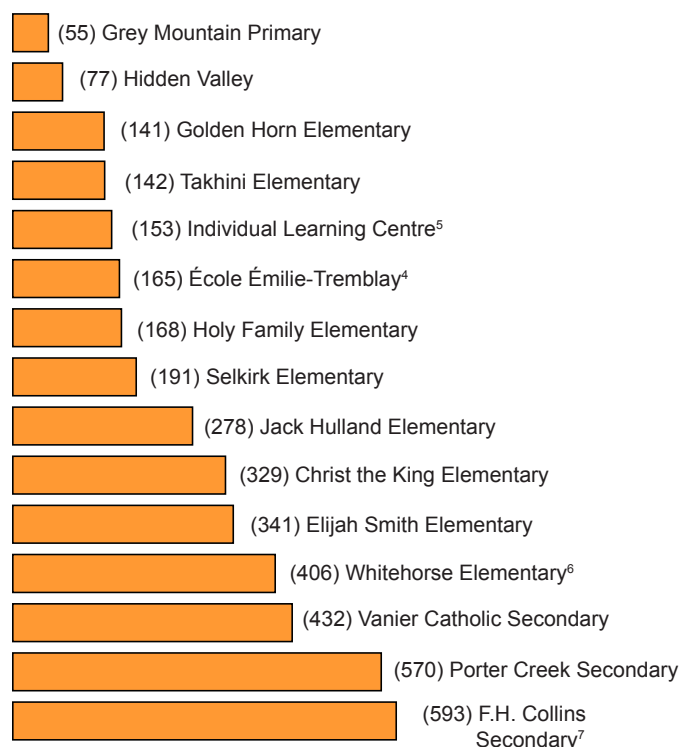 (55) Grey Mountain Primary
(77) Hidden Valley
(141) Golden Horn Elementary
(142) Takhini Elementary
(153) Individual Learning Centre⁵
(165) École Émilie-Tremblay⁴
(168) Holy Family Elementary
(191) Selkirk Elementary
(278) Jack Hulland Elementary
(329) Christ the King Elementary
(341) Elijah Smith Elementary
(406) Whitehorse Elementary⁶
(432) Vanier Catholic Secondary
(570) Porter Creek Secondary
(593) F.H. Collins
Secondary⁷